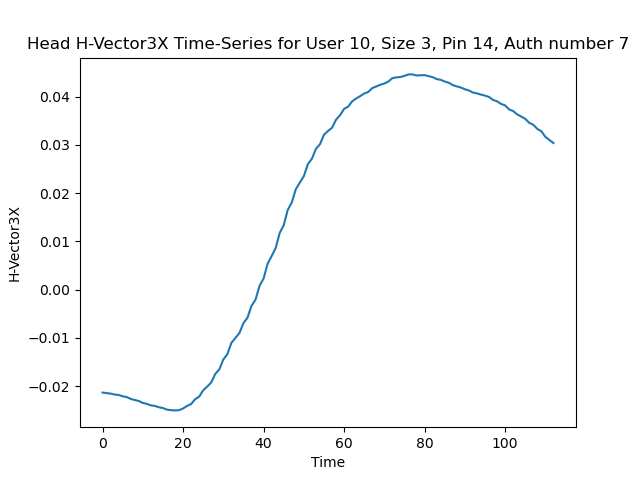 Head H-Vector3X Time-Series for User 10, Size 3, Pin 14, Auth number 7
0.04
0.03
0.02
0.01
0.00
−0.01
−0.02
H-Vector3X
0 20 40 60 80 100
Time